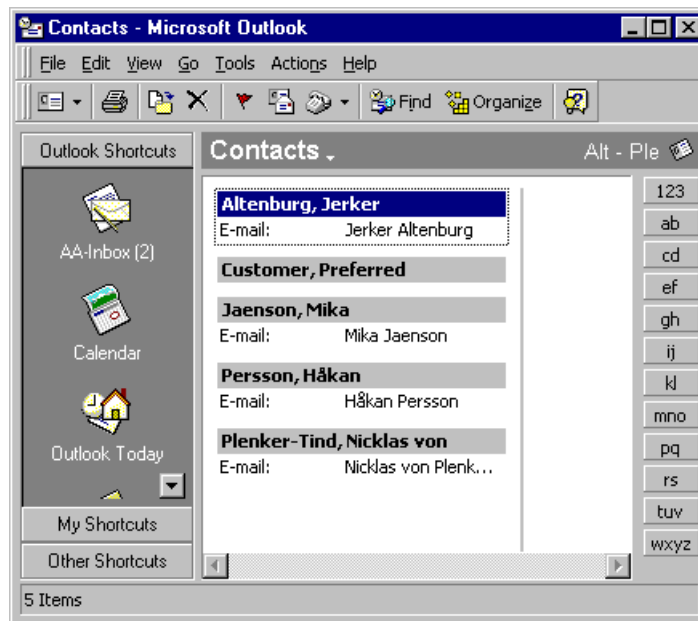 Contacts - Microsoft Outlook
File Edit View Go Tools Actions Help
Find Organize
Outlook Shortcuts
AA-Inbox (2)
Calendar
Outlook Today
My Shortcuts
Other Shortcuts
Contacts
Alt - Ple
Altenburg, Jerker
E-mail: Jerker Altenburg
Customer, Preferred
Jaenson, Mika
E-mail: Mika Jaenson
Persson, Håkan
E-mail: Håkan Persson
Plenker-Tind, Nicklas von
E-mail: Nicklas von Plenk...
123
ab
cd
ef
gh
ij
kl
mno
pq
rs
tuv
wxyz
5 Items